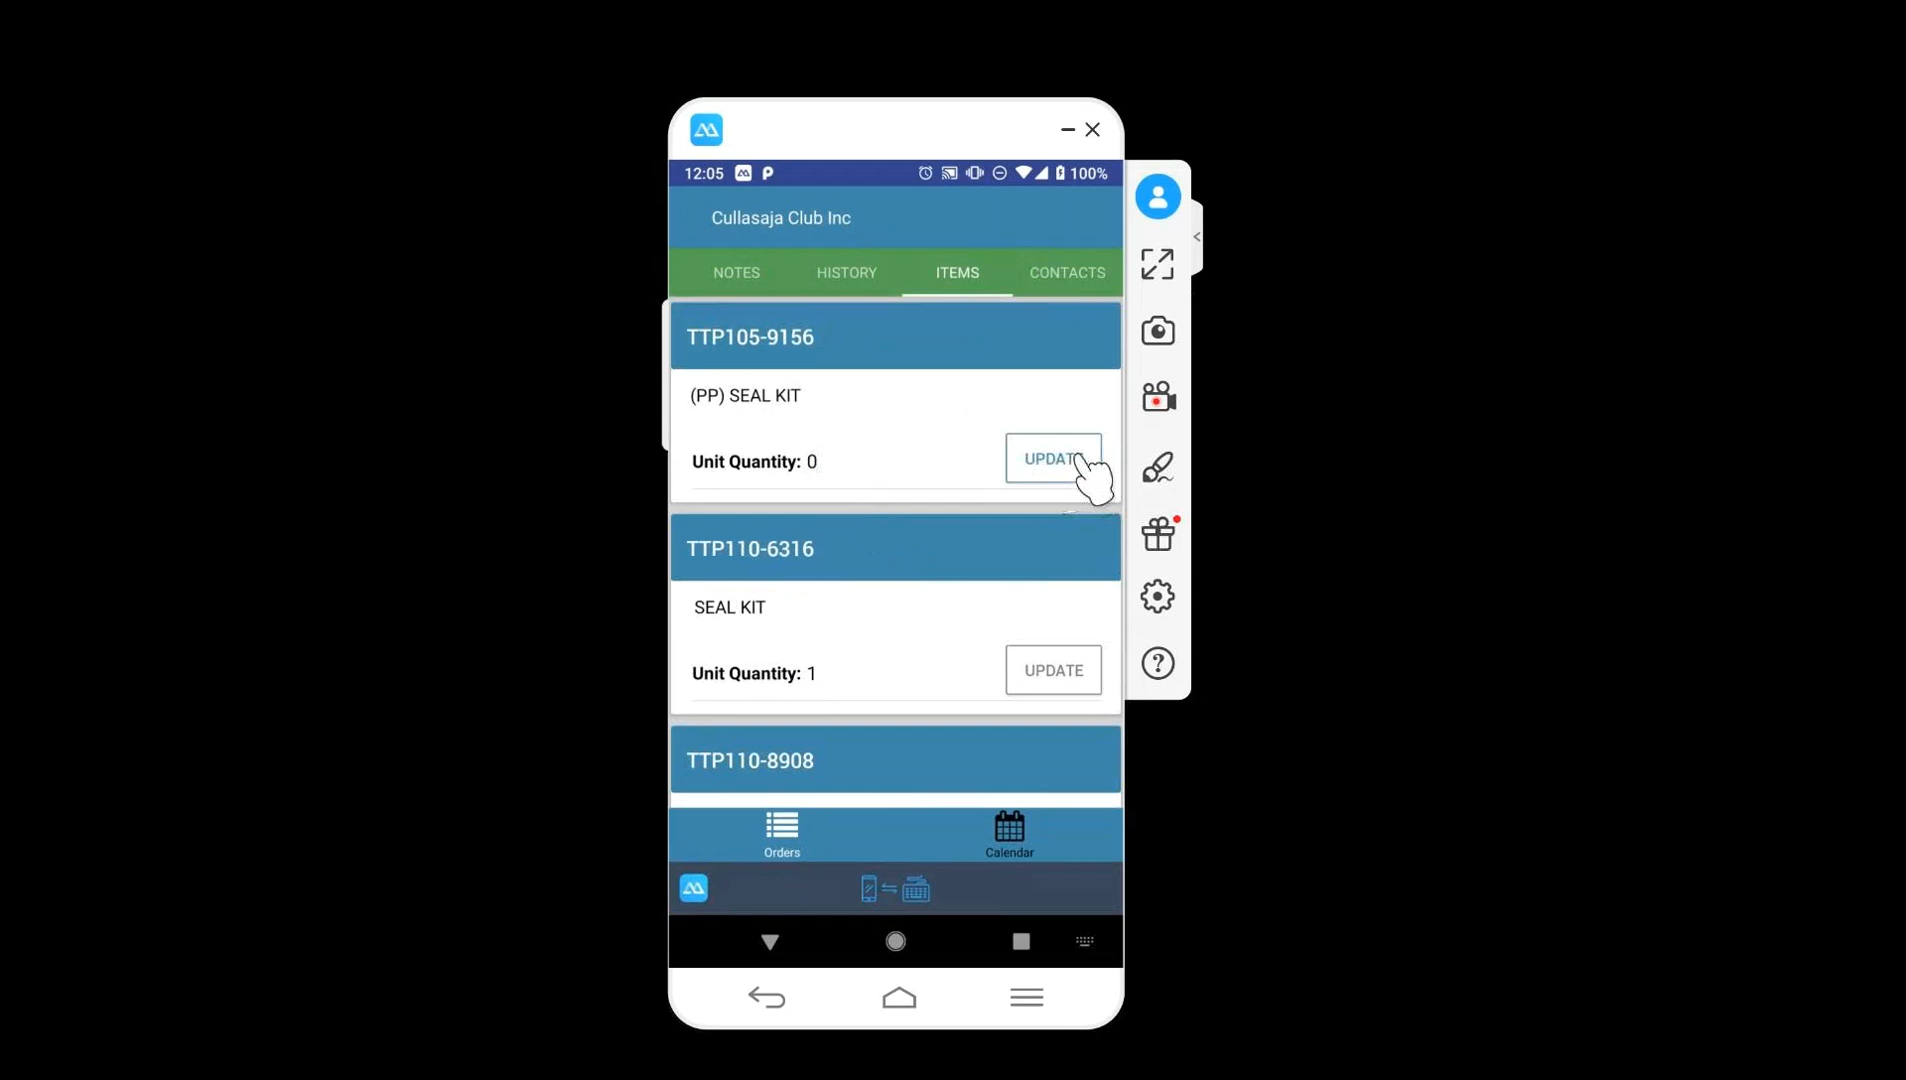 12:05
100%
Cullasaja Club Inc
NOTES HISTORY ITEMS CONTACTS
TTP105-9156
(PP) SEAL KIT
Unit Quantity: 0
UPDATE
TTP110-6316
SEAL KIT
Unit Quantity: 1
UPDATE
TTP110-8908
Orders
Calendar